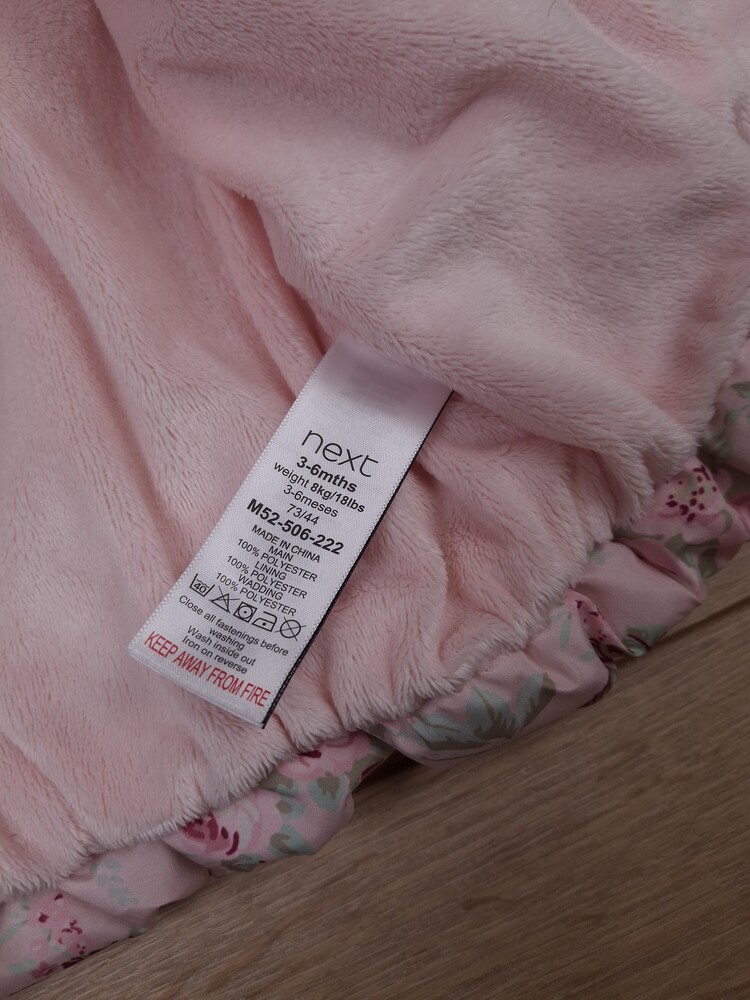 next
3-6mths
weight 8kg/18lbs
3-6meses
73/44
M52-506-222
MADE IN CHINA
MAIN
100% POLYESTER
LINING
100% POLYESTER
WADDING
100% POLYESTER
40
Close all fastenings before
washing
Wash inside out
Iron on reverse
KEEP AWAY FROM FIRE